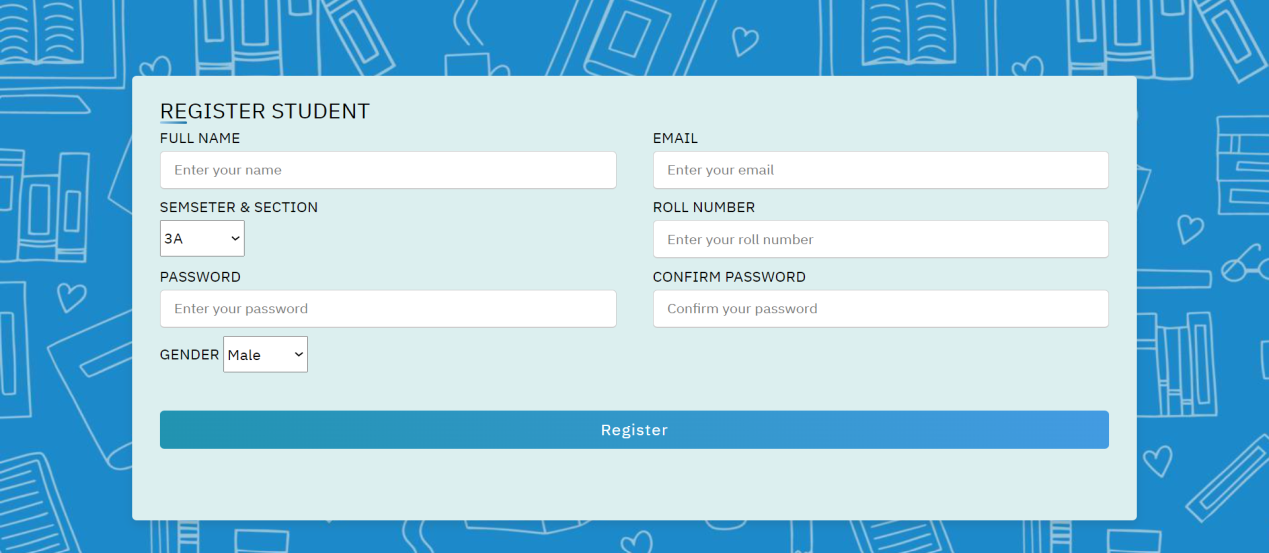 REGISTER STUDENT
FULL NAME
EMAIL
Enter your name
Enter your email
SEMSETER & SECTION
ROLL NUMBER
3A
Enter your roll number
PASSWORD
CONFIRM PASSWORD
Enter your password
Confirm your password
GENDER Male
Register